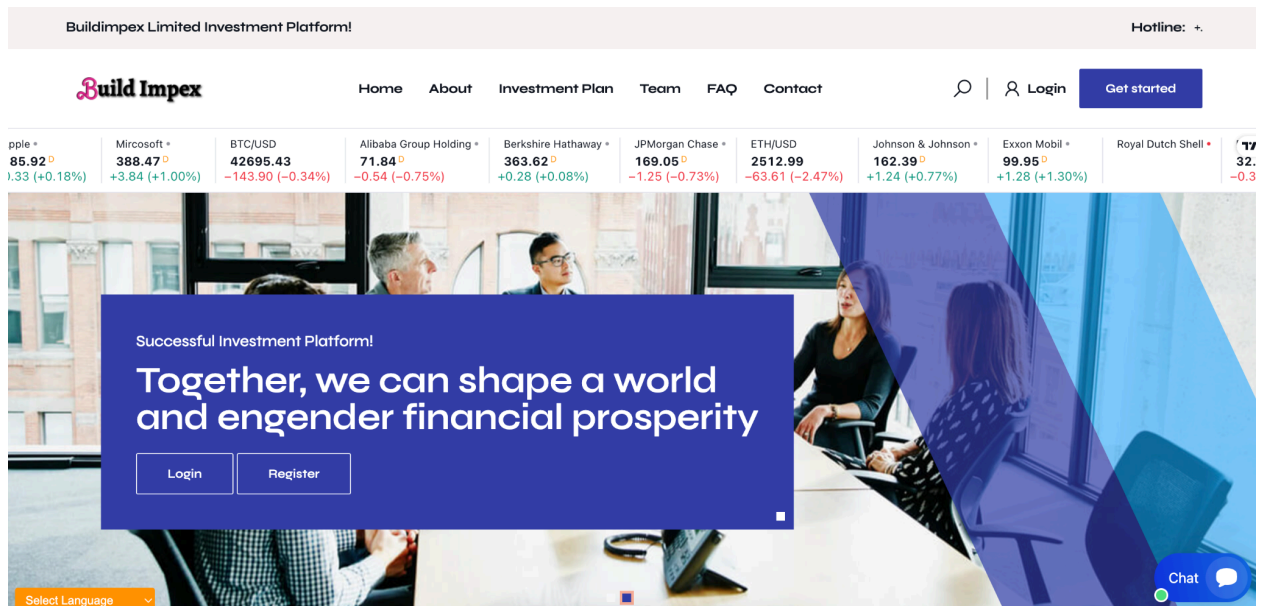 Buildimpex Limited Investment Platform!
Hotline: +.
Build Impex
Home About Investment Plan Team FAQ Contact
Login
Get started
Mircosoft
388.47 D
+3.84 (+1.00%)
BTC/USD
42695.43
−143.90 (−0.34%)
Alibaba Group Holding
71.84 D
−0.54 (−0.75%)
Berkshire Hathaway
363.62 D
+0.28 (+0.08%)
JPMorgan Chase
169.05 D
−1.25 (−0.73%)
ETH/USD
2512.99
−63.61 (−2.47%)
Johnson & Johnson
162.39 D
+1.24 (+0.77%)
Exxon Mobil
99.95 D
+1.28 (+1.30%)
Royal Dutch Shell
Successful Investment Platform!
Together, we can shape a world
and engender financial prosperity
Login
Register
Chat
Select Language